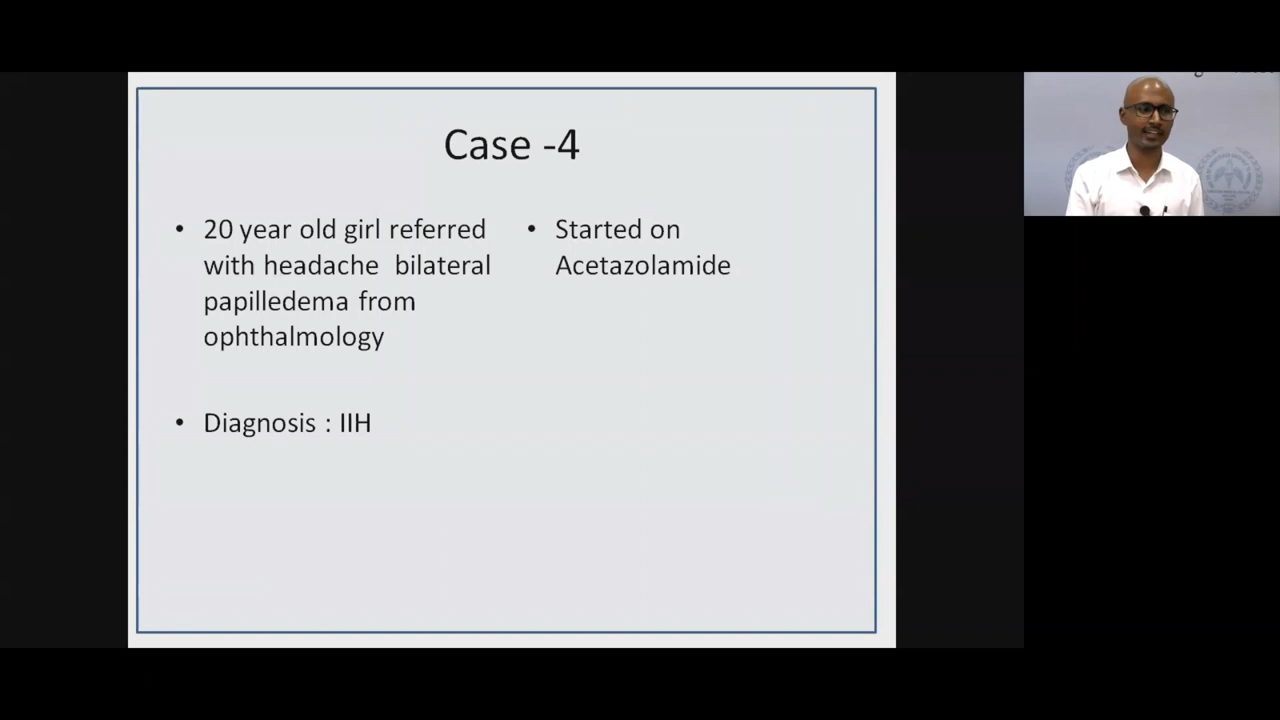 Case -4
• 20 year old girl referred
with headache bilateral
papilledema from
ophthalmology
• Diagnosis : IIH
• Started on
Acetazolamide